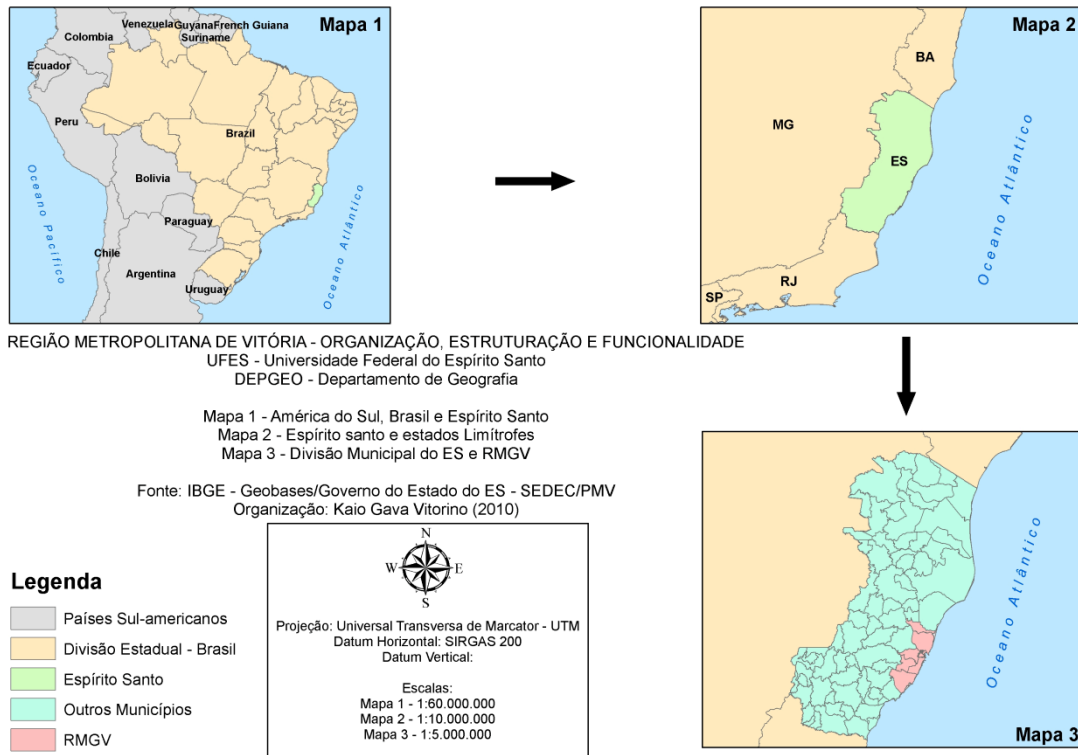 Mapa 1
Venezuela
Guyana
French Guiana
Suriname
Colombia
Ecuador
Peru
Brazil
Bolivia
Paraguay
Chile
Argentina
Uruguay
Oceano Pacífico
Oceano Atlântico
Mapa 2
BA
MG
ES
RJ
SP
Oceano Atlântico
REGIÃO METROPOLITANA DE VITÓRIA - ORGANIZAÇÃO, ESTRUTURAÇÃO E FUNCIONALIDADE
UFES - Universidade Federal do Espírito Santo
DEPGEO - Departamento de Geografia
Mapa 1 - América do Sul, Brasil e Espírito Santo
Mapa 2 - Espírito santo e estados Limítrofes
Mapa 3 - Divisão Municipal do ES e RMGV
Fonte: IBGE - Geobases/Governo do Estado do ES - SEDEC/PMV
Organização: Kaio Gava Vitorino (2010)
N
W
E
S
Projeção: Universal Transversa de Marcator - UTM
Datum Horizontal: SIRGAS 200
Datum Vertical:
Escalas:
Mapa 1 - 1:60.000.000
Mapa 2 - 1:10.000.000
Mapa 3 - 1:5.000.000
Legenda
Países Sul-americanos
Divisão Estadual - Brasil
Espírito Santo
Outros Municípios
RMGV
Oceano Atlântico
Mapa 3